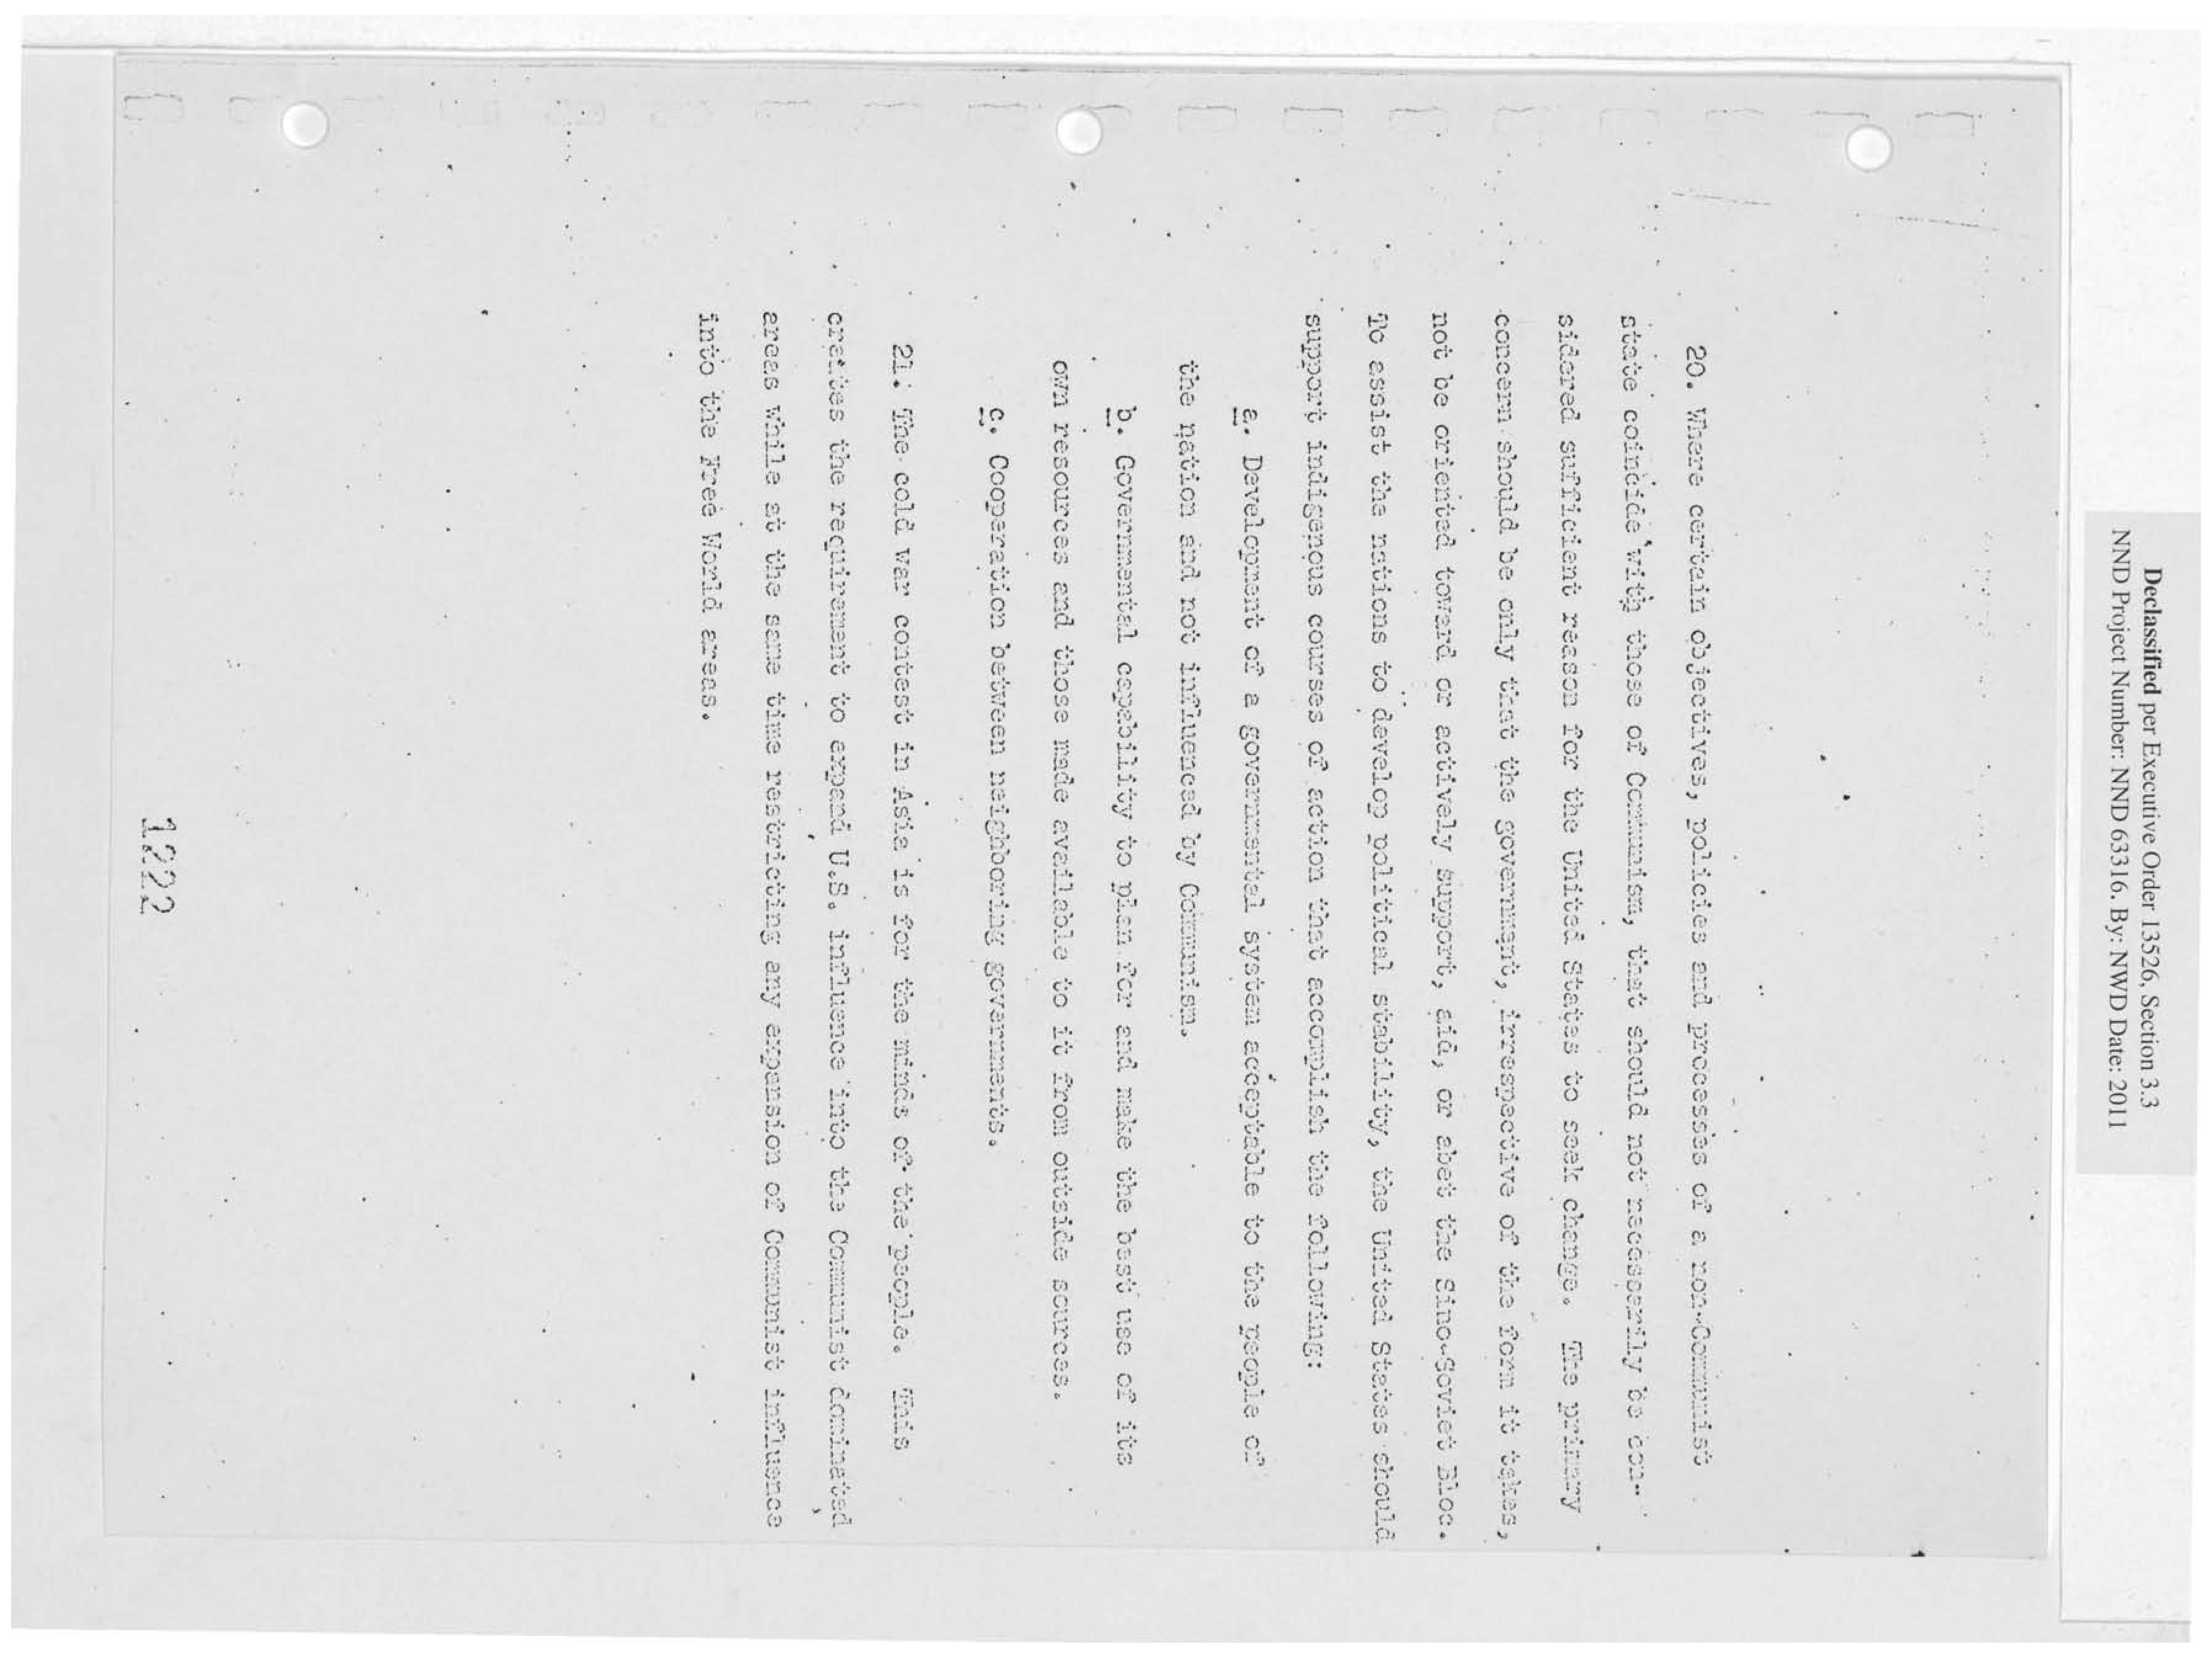 Declassified per Executive Order 13526, Section 3.3
NND Project Number: NND 63316. By: NWD Date: 2011
20. Where certain objectives, policies and processes of a non-Communist
state coincide with those of Communism, that should not necessarily be con-
sidered sufficient reason for the United States to seek change. The primary
concern should be only that the government, irrespective of the form it takes,
not be oriented toward or actively support, aid, or abet the Sino-Soviet Bloc.
To assist the nations to develop political stability, the United States should
support indigenous courses of action that accomplish the following:
a. Development of a governmental system acceptable to the people of
the nation and not influenced by Communism.
b. Governmental capability to plan for and make the best use of its
own resources and those made available to it from outside sources.
c. Cooperation between neighboring governments.
21. The cold war contest in Asia is for the minds of the people. This
creates the requirement to expand U.S. influence into the Communist dominated
areas while at the same time restricting any expansion of Communist influence
into the Free World areas.
1222